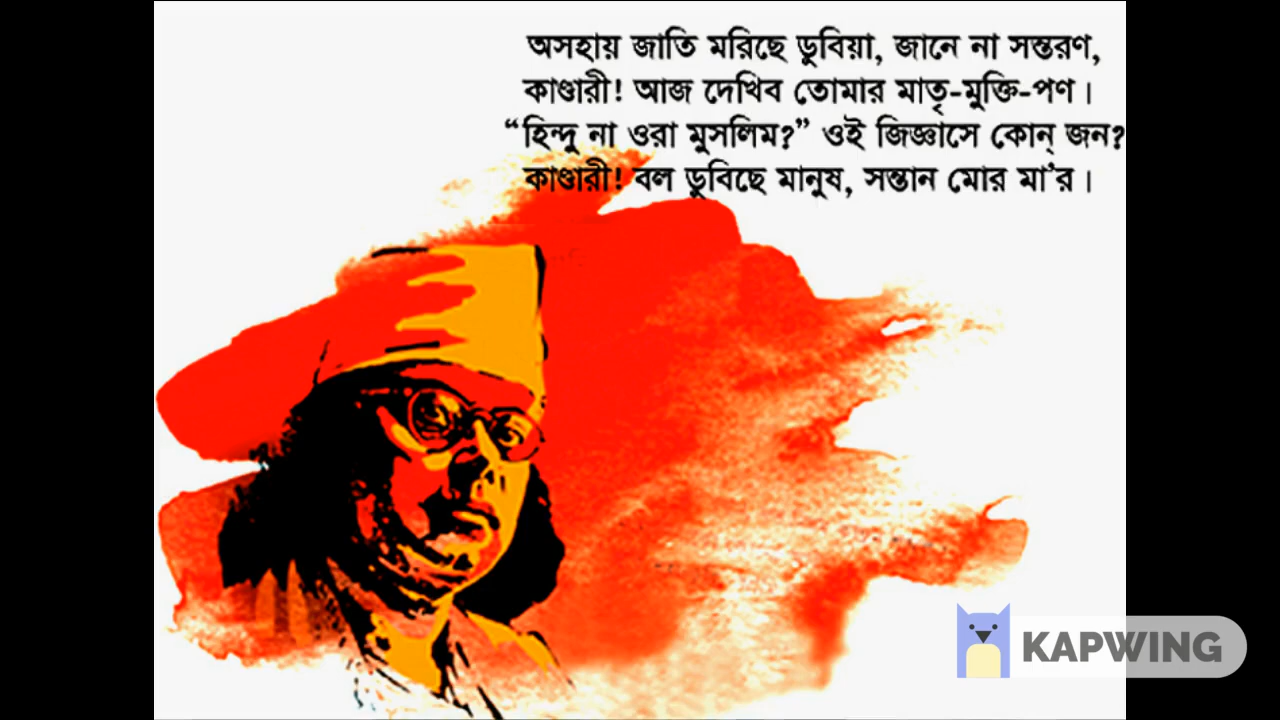 অসহায় জাতি মরিছে ডুবিয়া, জানে না সন্তরণ,
কাণ্ডারী! আজ দেখিব তোমার মাতৃ-মুক্তি-পণ।
“হিন্দু না ওরা মুসলিম?” ওই জিজ্ঞাসে কোন্ জন?
কাণ্ডারী! বল ডুবিছে মানুষ, সন্তান মোর মা’র।
KAPWING